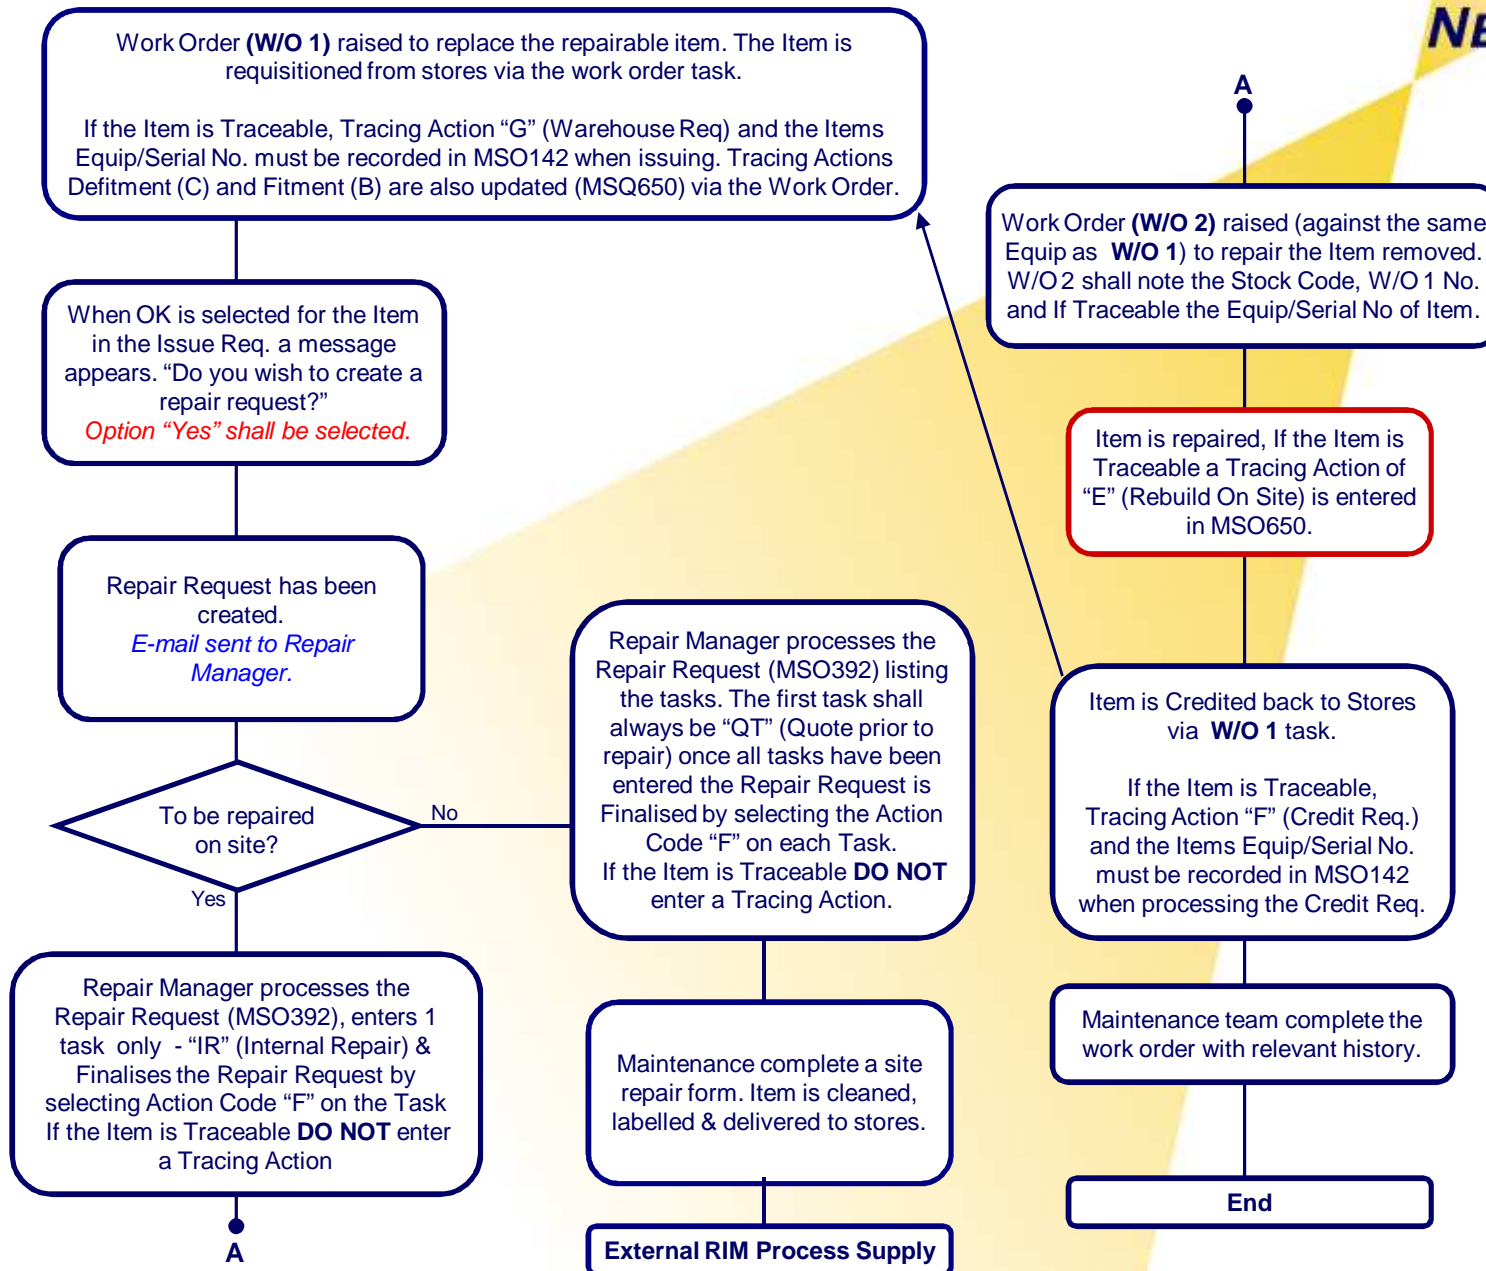 Work Order (W/O 1) raised to replace the repairable item. The Item is
requisitioned from stores via the work order task.
If the Item is Traceable, Tracing Action “G” (Warehouse Req) and the Items
Equip/Serial No. must be recorded in MSO142 when issuing. Tracing Actions
Defitment (C) and Fitment (B) are also updated (MSQ650) via the Work Order.
When OK is selected for the Item
in the Issue Req. a message
appears. “Do you wish to create a
repair request?”
Option “Yes” shall be selected.
Repair Request has been
created.
E-mail sent to Repair
Manager.
To be repaired
on site?
No
Yes
Repair Manager processes the
Repair Request (MSO392), enters 1
task only - “IR” (Internal Repair) &
Finalises the Repair Request by
selecting Action Code “F” on the Task
If the Item is Traceable DO NOT enter
a Tracing Action
A
Repair Manager processes the
Repair Request (MSO392) listing
the tasks. The first task shall
always be “QT” (Quote prior to
repair) once all tasks have been
entered the Repair Request is
Finalised by selecting the Action
Code “F” on each Task.
If the Item is Traceable DO NOT
enter a Tracing Action.
Maintenance complete a site
repair form. Item is cleaned,
labelled & delivered to stores.
External RIM Process Supply
NE
A
Work Order (W/O 2) raised (against the same
Equip as W/O 1) to repair the Item removed.
W/O 2 shall note the Stock Code, W/O 1 No.
and If Traceable the Equip/Serial No of Item.
Item is repaired, If the Item is
Traceable a Tracing Action of
“E” (Rebuild On Site) is entered
in MSO650.
Item is Credited back to Stores
via W/O 1 task.
If the Item is Traceable,
Tracing Action “F” (Credit Req.)
and the Items Equip/Serial No.
must be recorded in MSO142
when processing the Credit Req.
Maintenance team complete the
work order with relevant history.
End